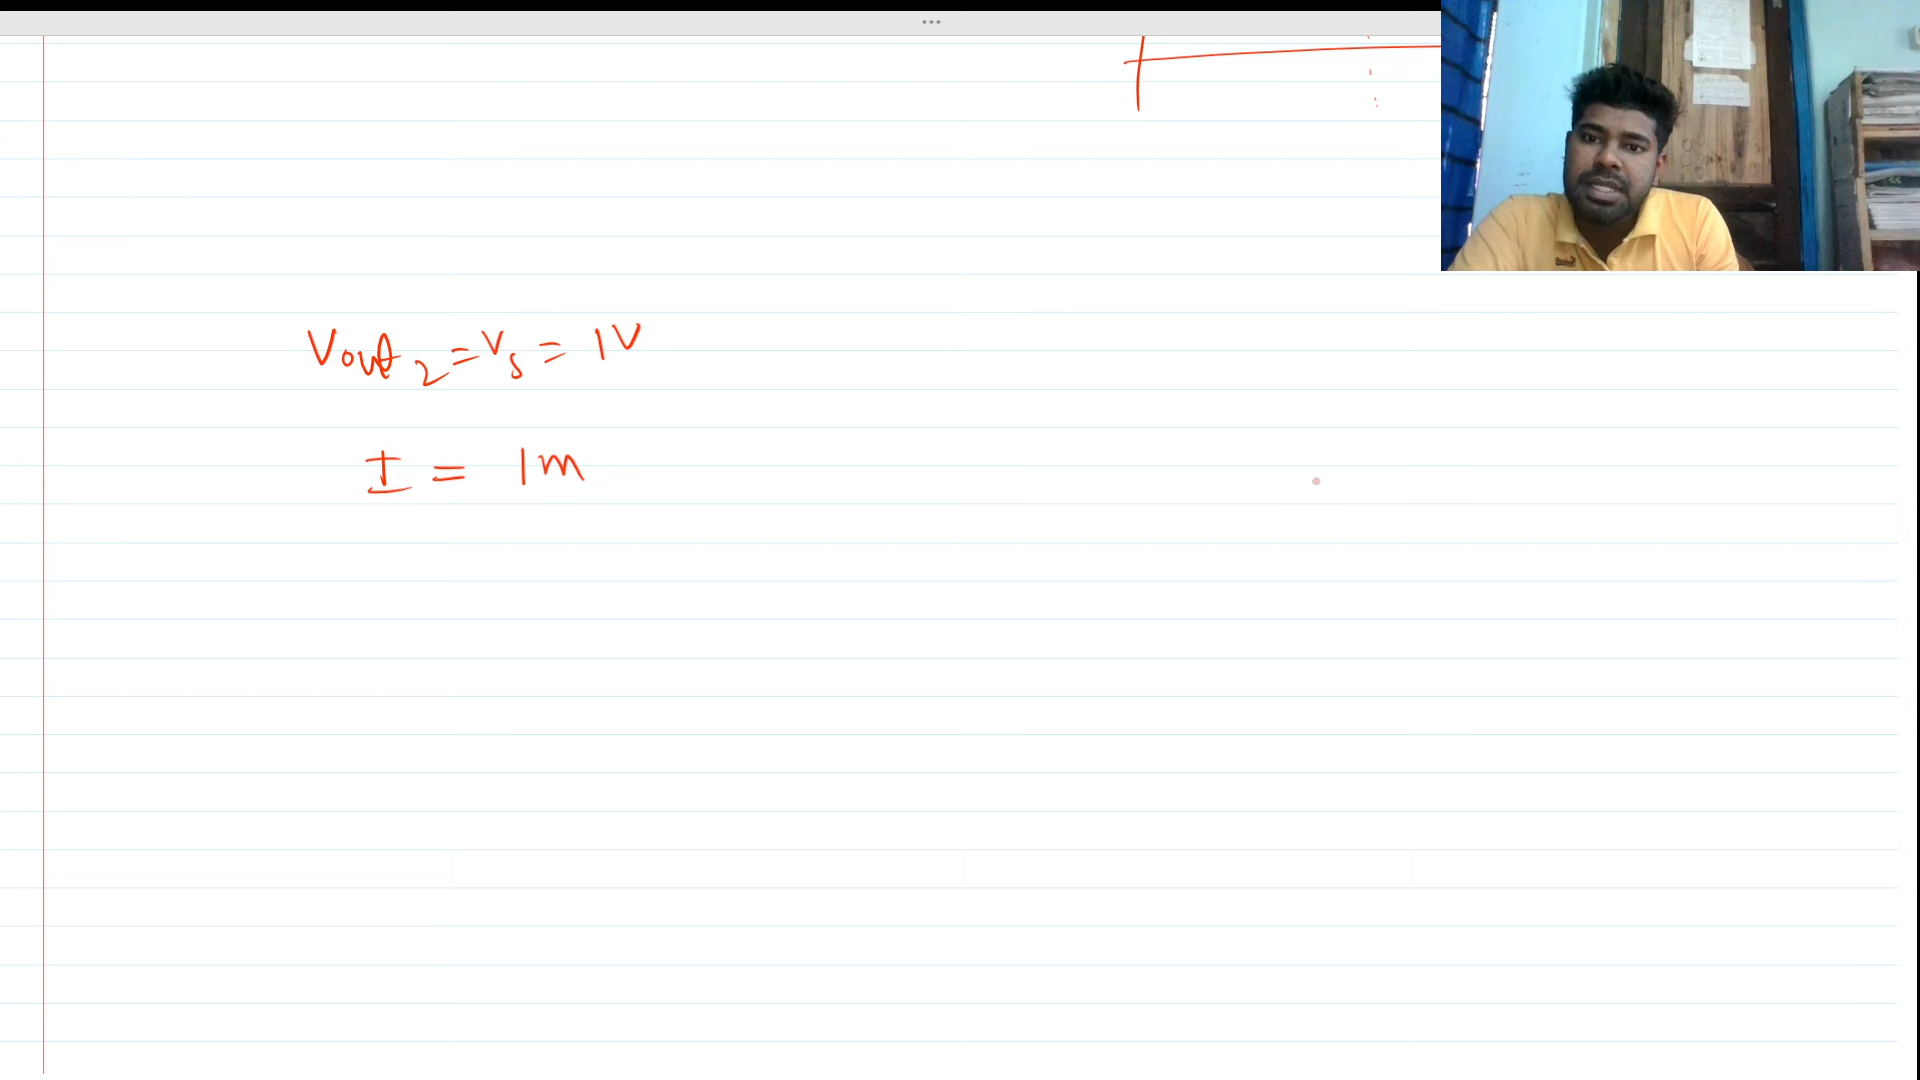 Vout2 = Vs = 1V
I = 1m